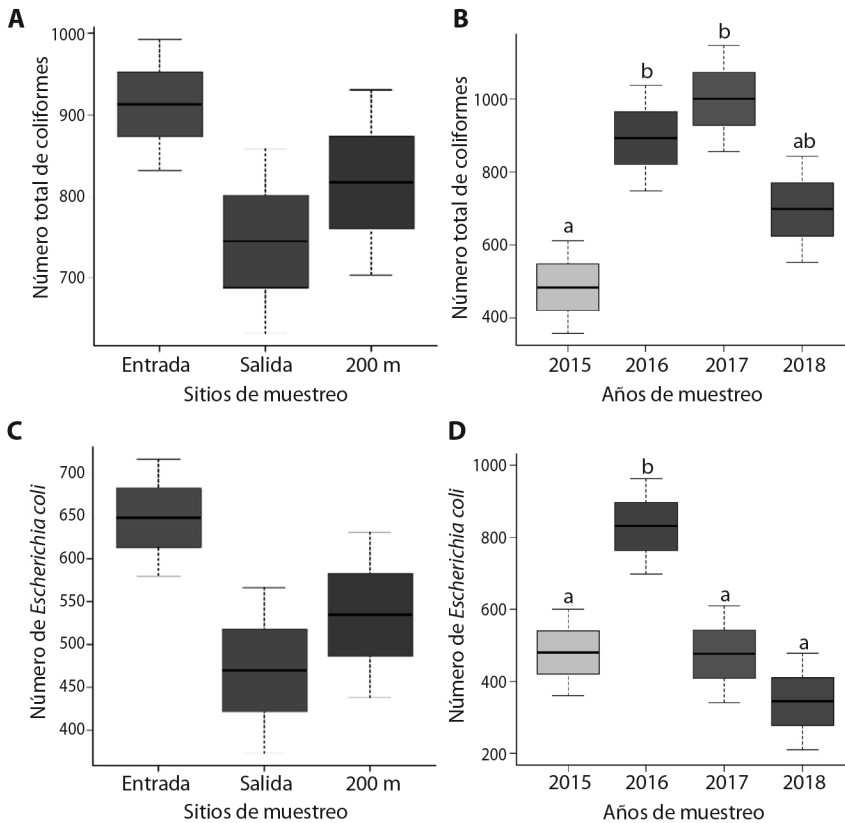 A
Número total de coliformes
1000
900
800
700
Entrada Salida 200 m
Sitios de muestreo
B
Número total de coliformes
1000
800
600
400
a b b ab
2015 2016 2017 2018
Años de muestreo
C
Número de Escherichia coli
700
650
600
550
500
450
400
Entrada Salida 200 m
Sitios de muestreo
D
Número de Escherichia coli
1000
800
600
400
200
a b a a
2015 2016 2017 2018
Años de muestreo